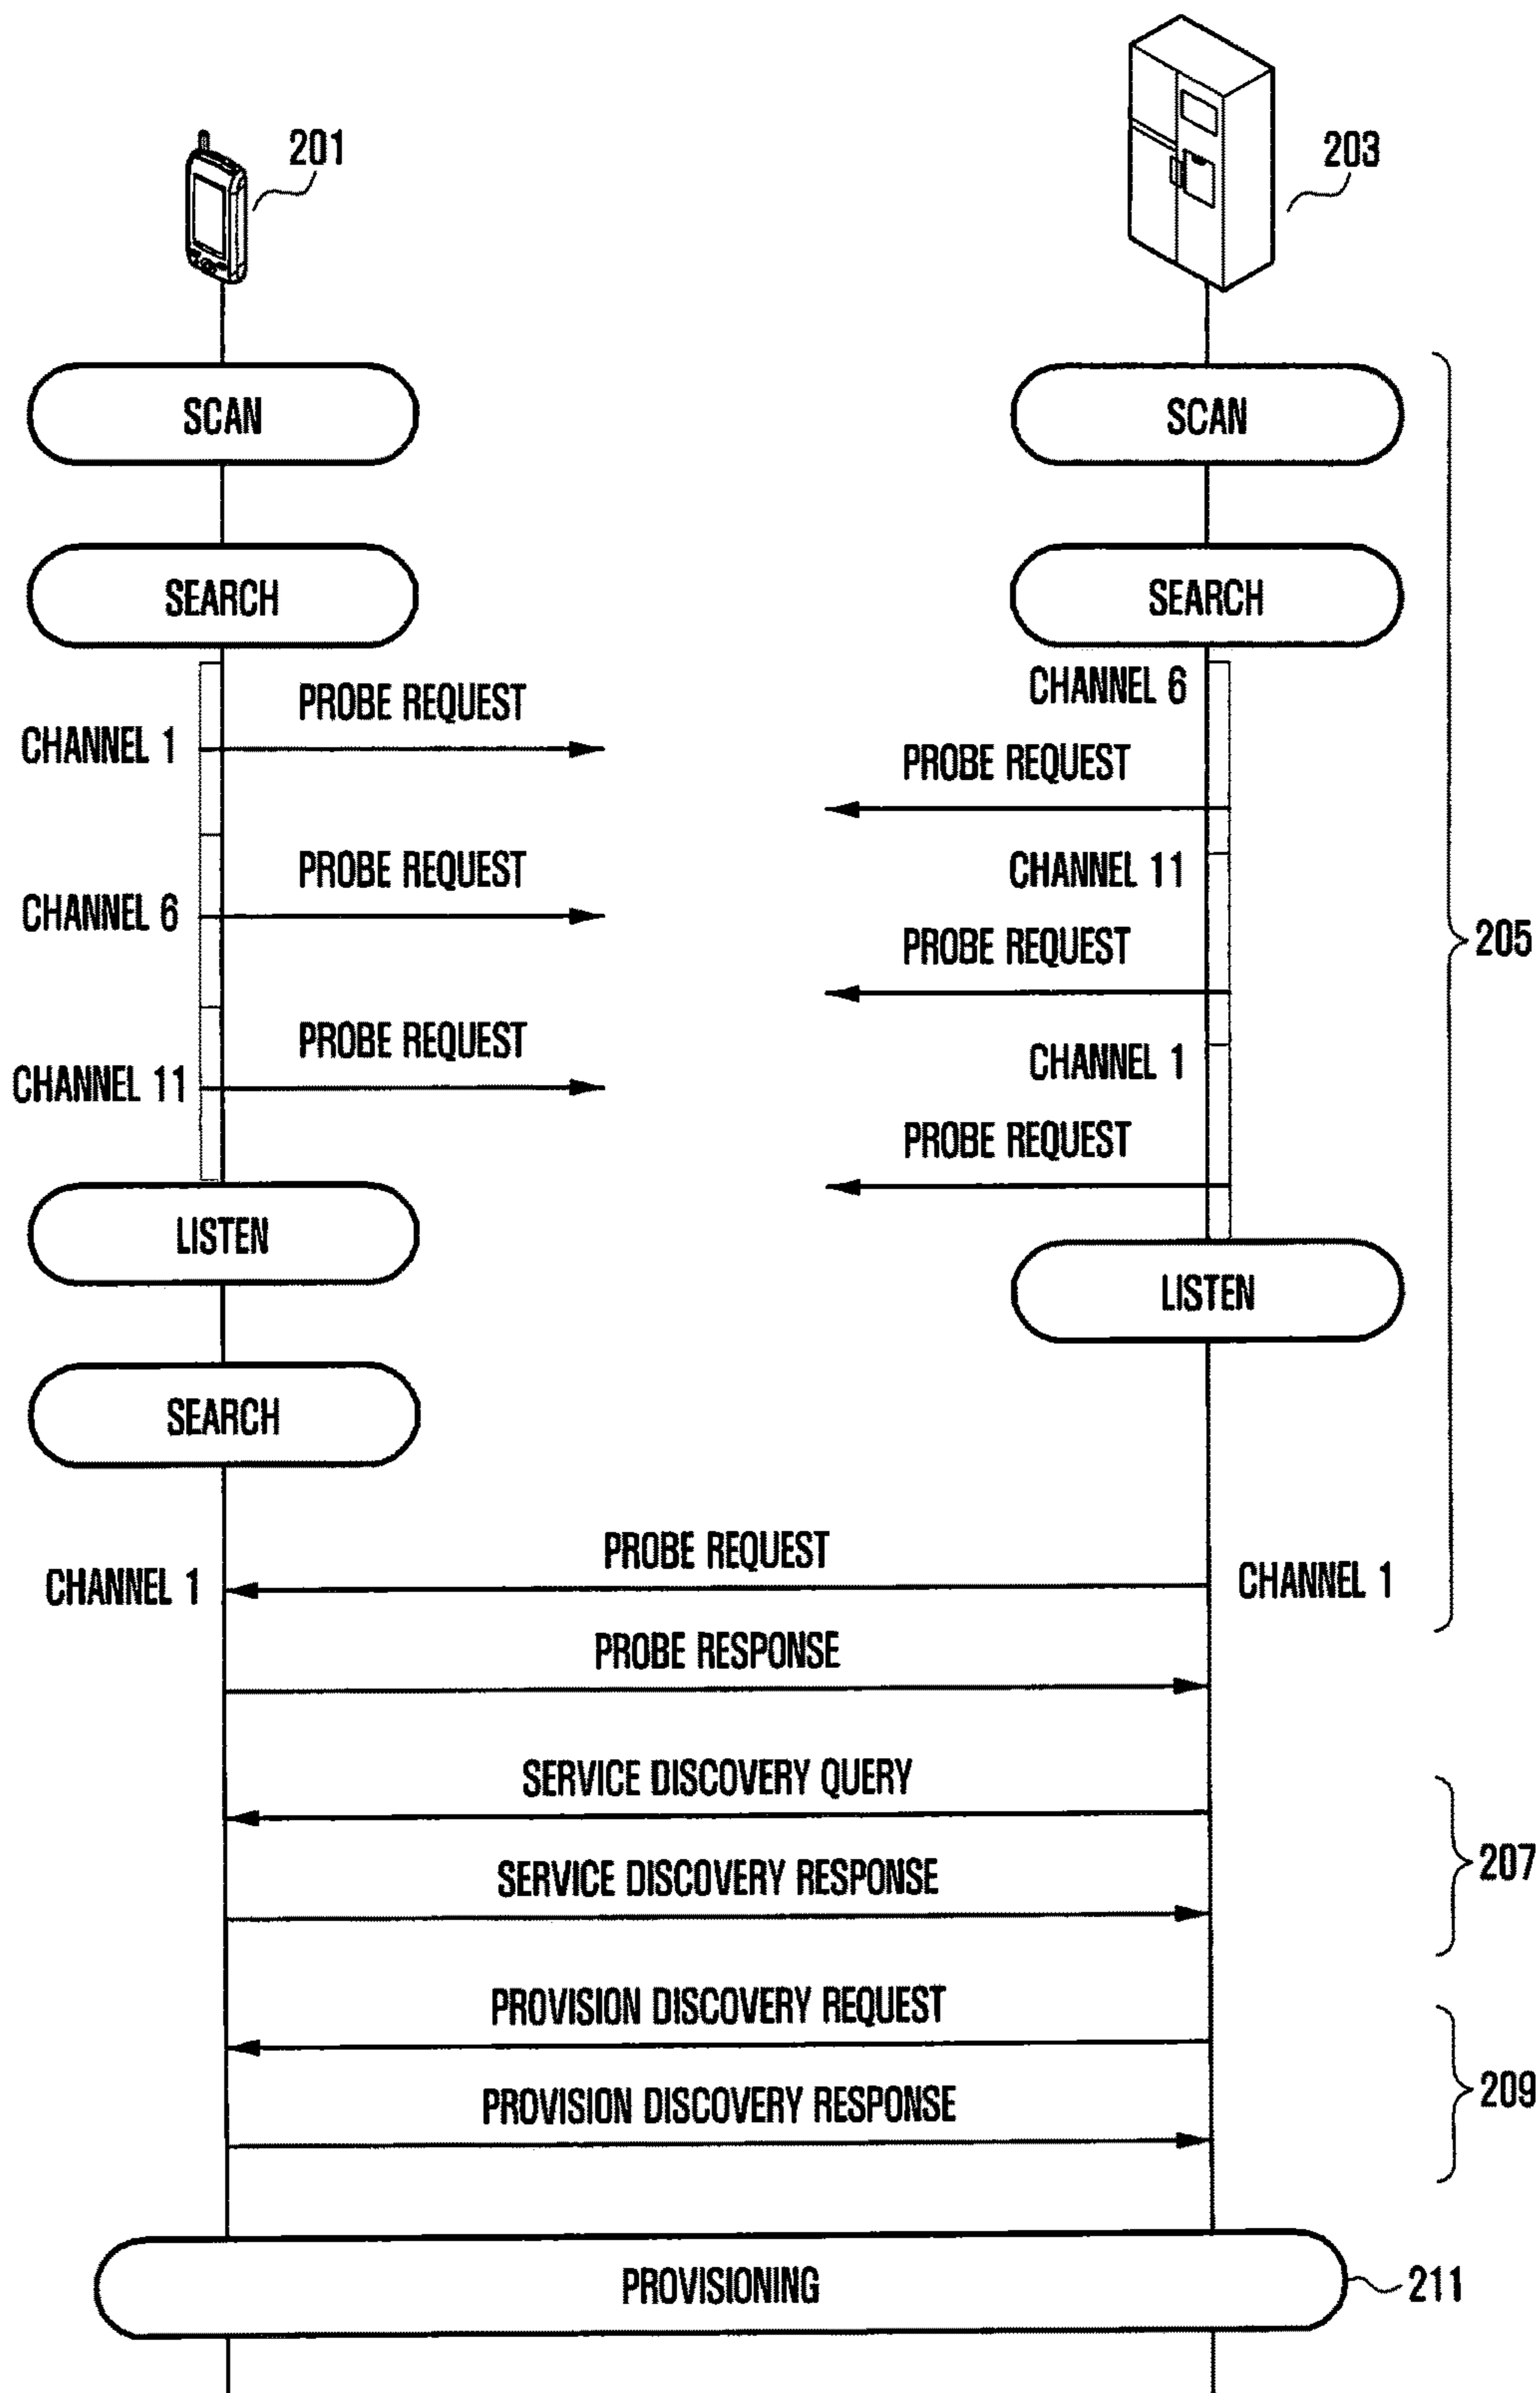 201
203
SCAN
SCAN
SEARCH
SEARCH
CHANNEL 6
PROBE REQUEST
CHANNEL 1
PROBE REQUEST
CHANNEL 11
PROBE REQUEST
CHANNEL 6
PROBE REQUEST
205
CHANNEL 1
PROBE REQUEST
CHANNEL 11
PROBE REQUEST
LISTEN
LISTEN
SEARCH
PROBE REQUEST
CHANNEL 1
CHANNEL 1
PROBE RESPONSE
SERVICE DISCOVERY QUERY
207
SERVICE DISCOVERY RESPONSE
PROVISION DISCOVERY REQUEST
209
PROVISION DISCOVERY RESPONSE
PROVISIONING
211